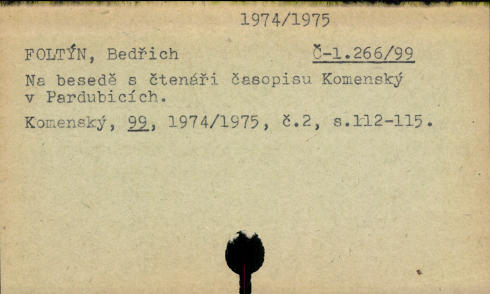 1974/1975
FOLTÝN, Bedřich Č-1.266/99
Na besedě s čtenáři časopisu Komenský
v Pardubicích.
Komenský, 99, 1974/1975, č.2, s.112-115.